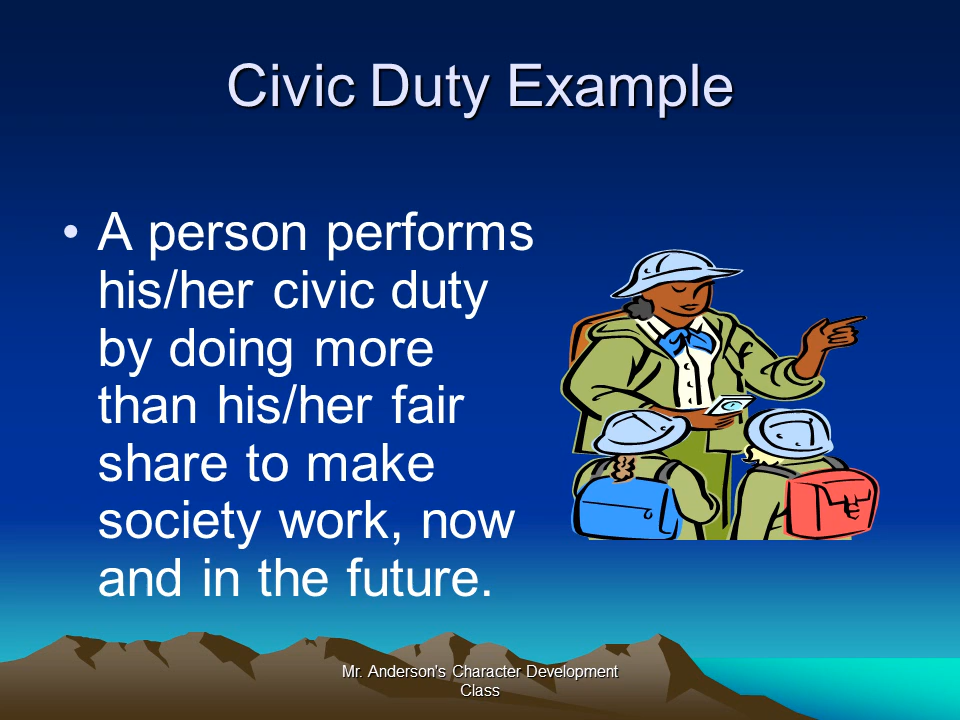 Civic Duty Example
• A person performs
his/her civic duty
by doing more
than his/her fair
share to make
society work, now
and in the future.
Mr. Anderson's Character Development
Class